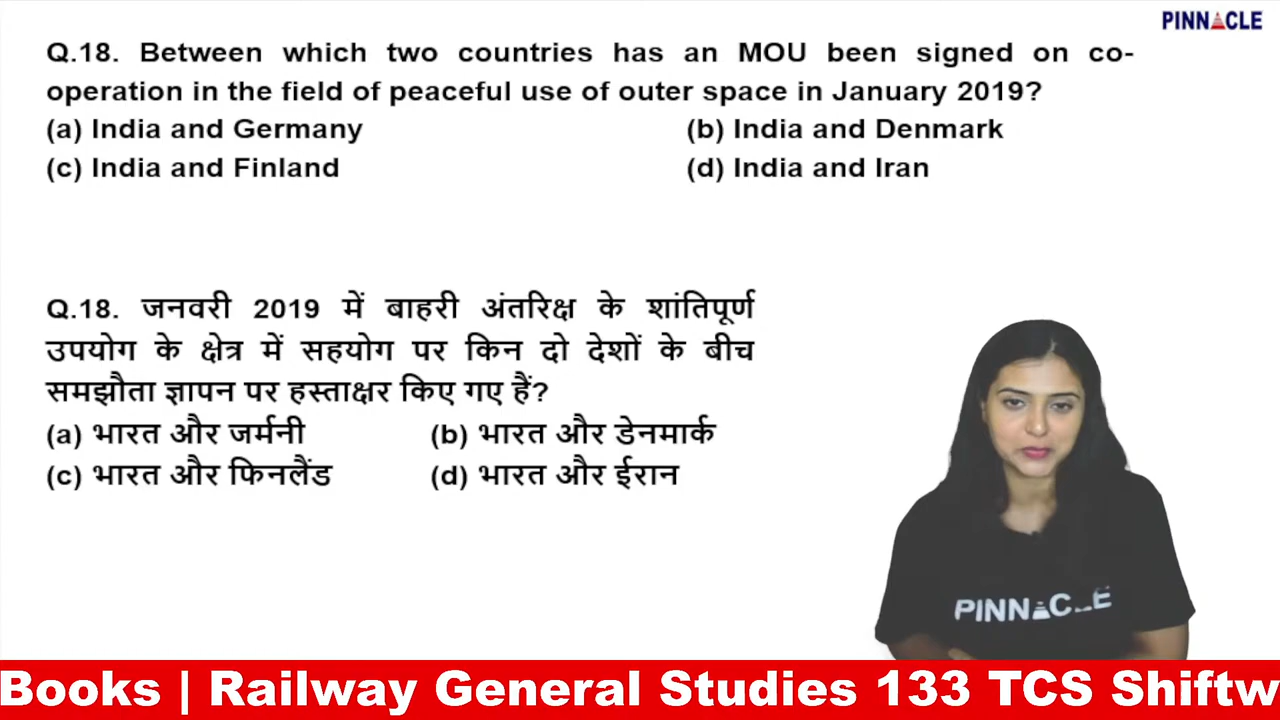 PINNACLE
Q.18. Between which two countries has an MOU been signed on co-
operation in the field of peaceful use of outer space in January 2019?
(a) India and Germany (b) India and Denmark
(c) India and Finland (d) India and Iran
Q.18. जनवरी 2019 में बाहरी अंतरिक्ष के शांतिपूर्ण
उपयोग के क्षेत्र में सहयोग पर किन दो देशों के बीच
समझौता ज्ञापन पर हस्ताक्षर किए गए हैं?
(a) भारत और जर्मनी (b) भारत और डेनमार्क
(c) भारत और फिनलैंड (d) भारत और ईरान
PINNACLE
Books | Railway General Studies 133 TCS Shiftw